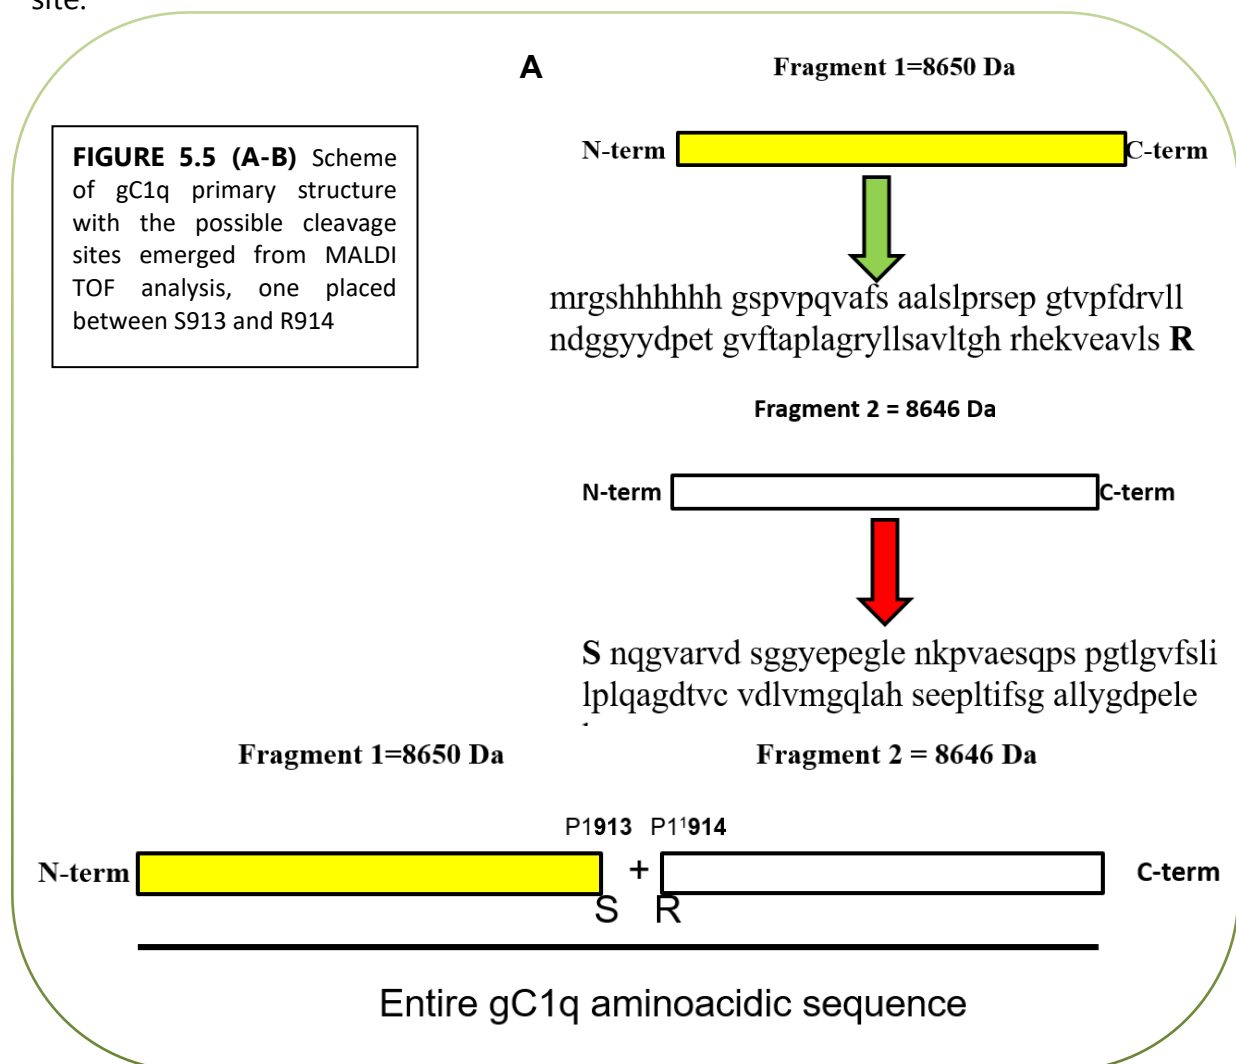 site.
A
Fragment 1=8650 Da
FIGURE 5.5 (A-B) Scheme
of gC1q primary structure
with the possible cleavage
sites emerged from MALDI
TOF analysis, one placed
between S913 and R914
N-term
C-term
mrgshhhhhh gspvpqvafs aalslprsep gtvpfdrvll
ndggyydpet gvftaplagryllsavltgh rhekveavls R
Fragment 2 = 8646 Da
N-term
C-term
S nqgvarvd sggyepegle nkpvaesqps pgtlgvfsli
lplqagdtvc vdlvmgqlah seepltifsg allygdpele
Fragment 1=8650 Da
Fragment 2 = 8646 Da
P1913 P1¹914
N-term
+
C-term
S R
Entire gC1q aminoacidic sequence